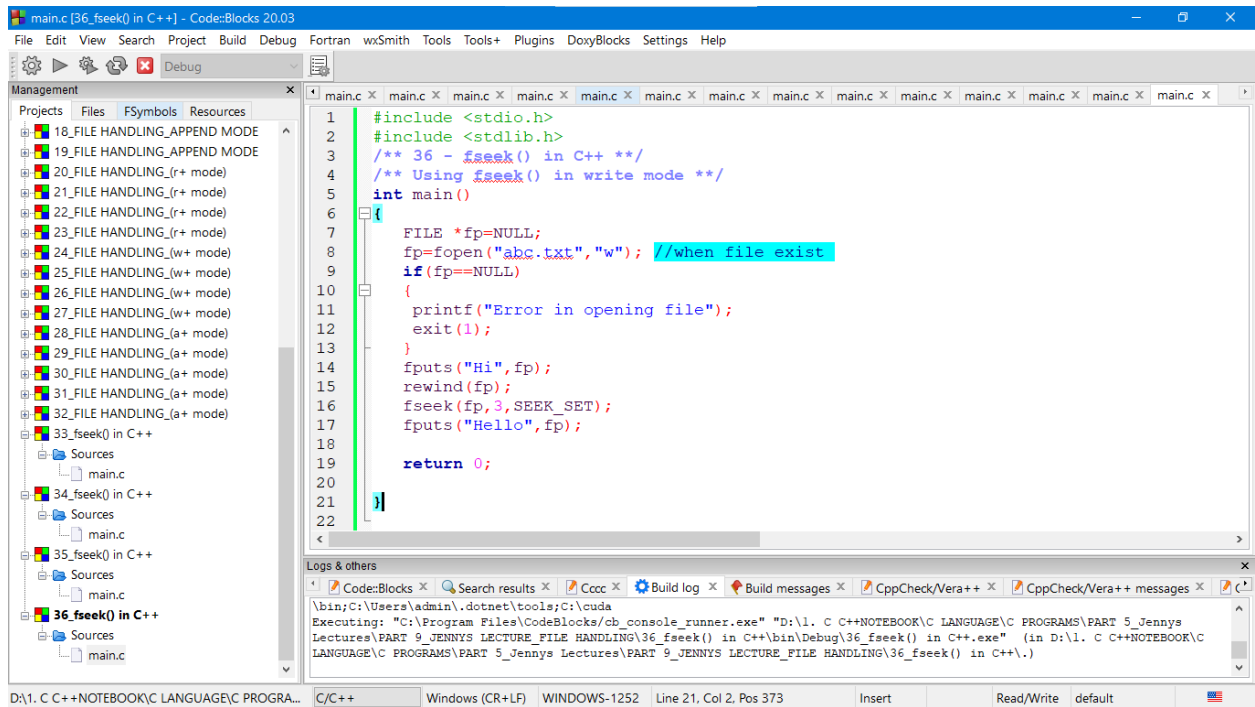 main.c [36_fseek() in C++] - Code::Blocks 20.03
File Edit View Search Project Build Debug Fortran wxSmith Tools Tools+ Plugins DoxyBlocks Settings Help
Debug
Management
Projects Files FSymbols Resources
18_FILE HANDLING_APPEND MODE
19_FILE HANDLING_APPEND MODE
20_FILE HANDLING_(r+ mode)
21_FILE HANDLING_(r+ mode)
22_FILE HANDLING_(r+ mode)
23_FILE HANDLING_(r+ mode)
24_FILE HANDLING_(w+ mode)
25_FILE HANDLING_(w+ mode)
26_FILE HANDLING_(w+ mode)
27_FILE HANDLING_(w+ mode)
28_FILE HANDLING_(a+ mode)
29_FILE HANDLING_(a+ mode)
30_FILE HANDLING_(a+ mode)
31_FILE HANDLING_(a+ mode)
32_FILE HANDLING_(a+ mode)
33_fseek() in C++
Sources
main.c
34_fseek() in C++
Sources
main.c
35_fseek() in C++
Sources
main.c
36_fseek() in C++
Sources
main.c
main.c main.c main.c main.c main.c main.c main.c main.c main.c main.c main.c main.c main.c main.c
1 #include <stdio.h>
2 #include <stdlib.h>
3 /** 36 - fseek() in C++ **/
4 /** Using fseek() in write mode **/
5 int main()
6 {
7 FILE *fp=NULL;
8 fp=fopen("abc.txt","w"); //when file exist
9 if(fp==NULL)
10 {
11 printf("Error in opening file");
12 exit(1);
13 }
14 fputs("Hi",fp);
15 rewind(fp);
16 fseek(fp,3,SEEK_SET);
17 fputs("Hello",fp);
18
19 return 0;
20
21 }
22
Logs & others
Code::Blocks Search results Cccc Build log Build messages CppCheck/Vera++ CppCheck/Vera++ messages
\bin;C:\Users\admin\.dotnet\tools;C:\cuda
Executing: "C:\Program Files\CodeBlocks/cb_console_runner.exe" "D:\1. C C++NOTEBOOK\C LANGUAGE\C PROGRAMS\PART 5_Jennys
Lectures\PART 9_JENNYS LECTURE_FILE HANDLING\36_fseek() in C++\bin\Debug\36_fseek() in C++.exe" (in D:\1. C C++NOTEBOOK\C
LANGUAGE\C PROGRAMS\PART 5_Jennys Lectures\PART 9_JENNYS LECTURE_FILE HANDLING\36_fseek() in C++\.)
D:\1. C C++NOTEBOOK\C LANGUAGE\C PROGRA... C/C++ Windows (CR+LF) WINDOWS-1252 Line 21, Col 2, Pos 373 Insert Read/Write default